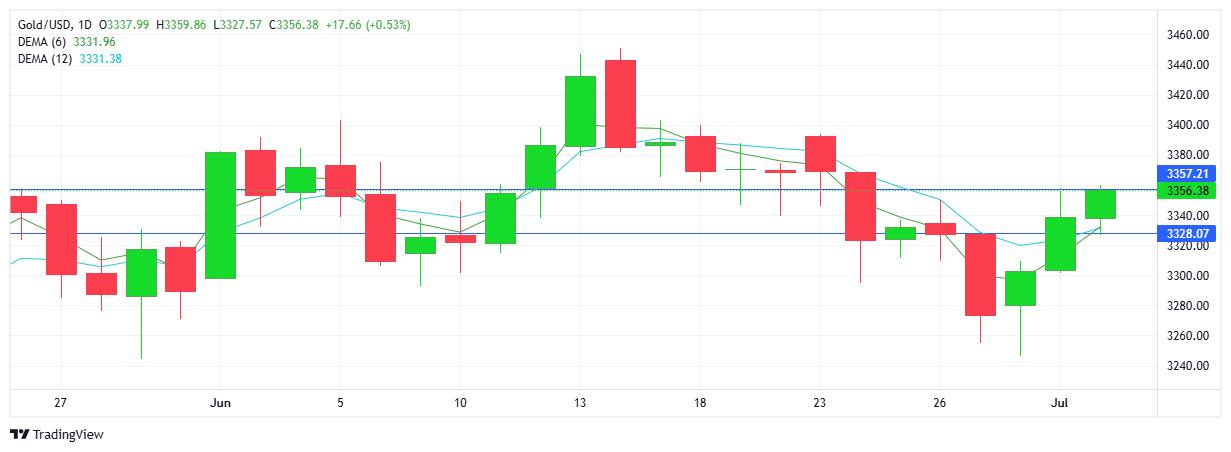 Gold/USD, 1D O3337.99 H3359.86 L3327.57 C3356.38 +17.66 (+0.53%)
DEMA (6) 3331.96
DEMA (12) 3331.38
3460.00
3440.00
3420.00
3400.00
3380.00
3357.21
3356.38
3340.00
3328.07
3320.00
3300.00
3280.00
3260.00
3240.00
27 Jun 5 10 13 18 23 26 Jul
TradingView